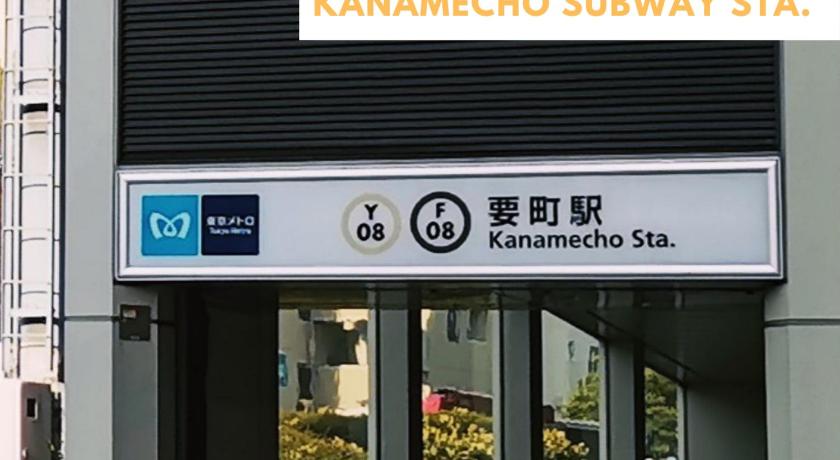 KANAMECHO SUBWAY STA.
東京メトロ
Tokyo Metro
Y
08
F
08
要町駅
Kanamecho Sta.